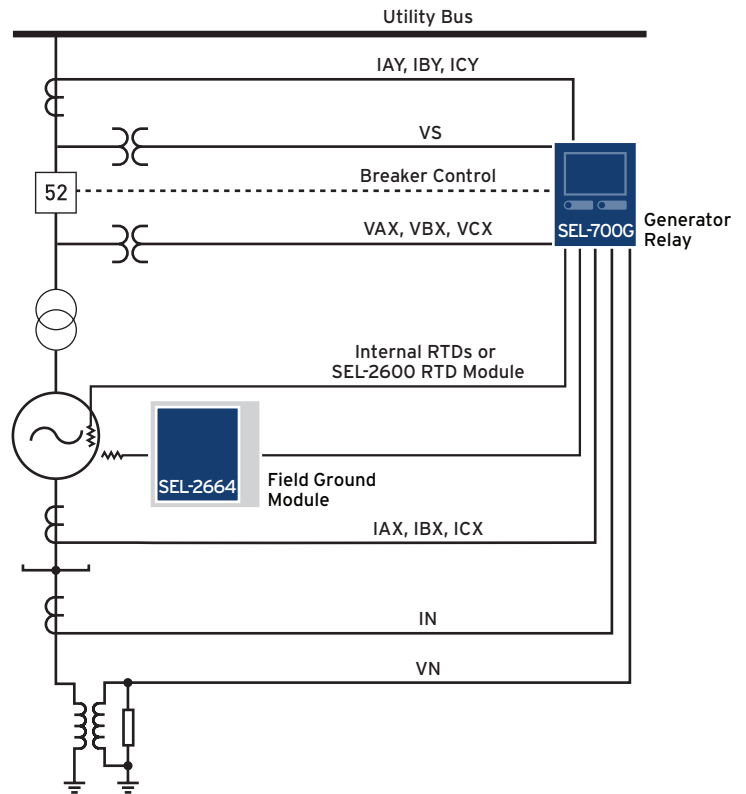 Utility Bus
IAY, IBY, ICY
VS
Breaker Control
52
VAX, VBX, VCX
SEL-700G
Generator
Relay
Internal RTDs or
SEL-2600 RTD Module
SEL-2664
Field Ground
Module
IAX, IBX, ICX
IN
VN